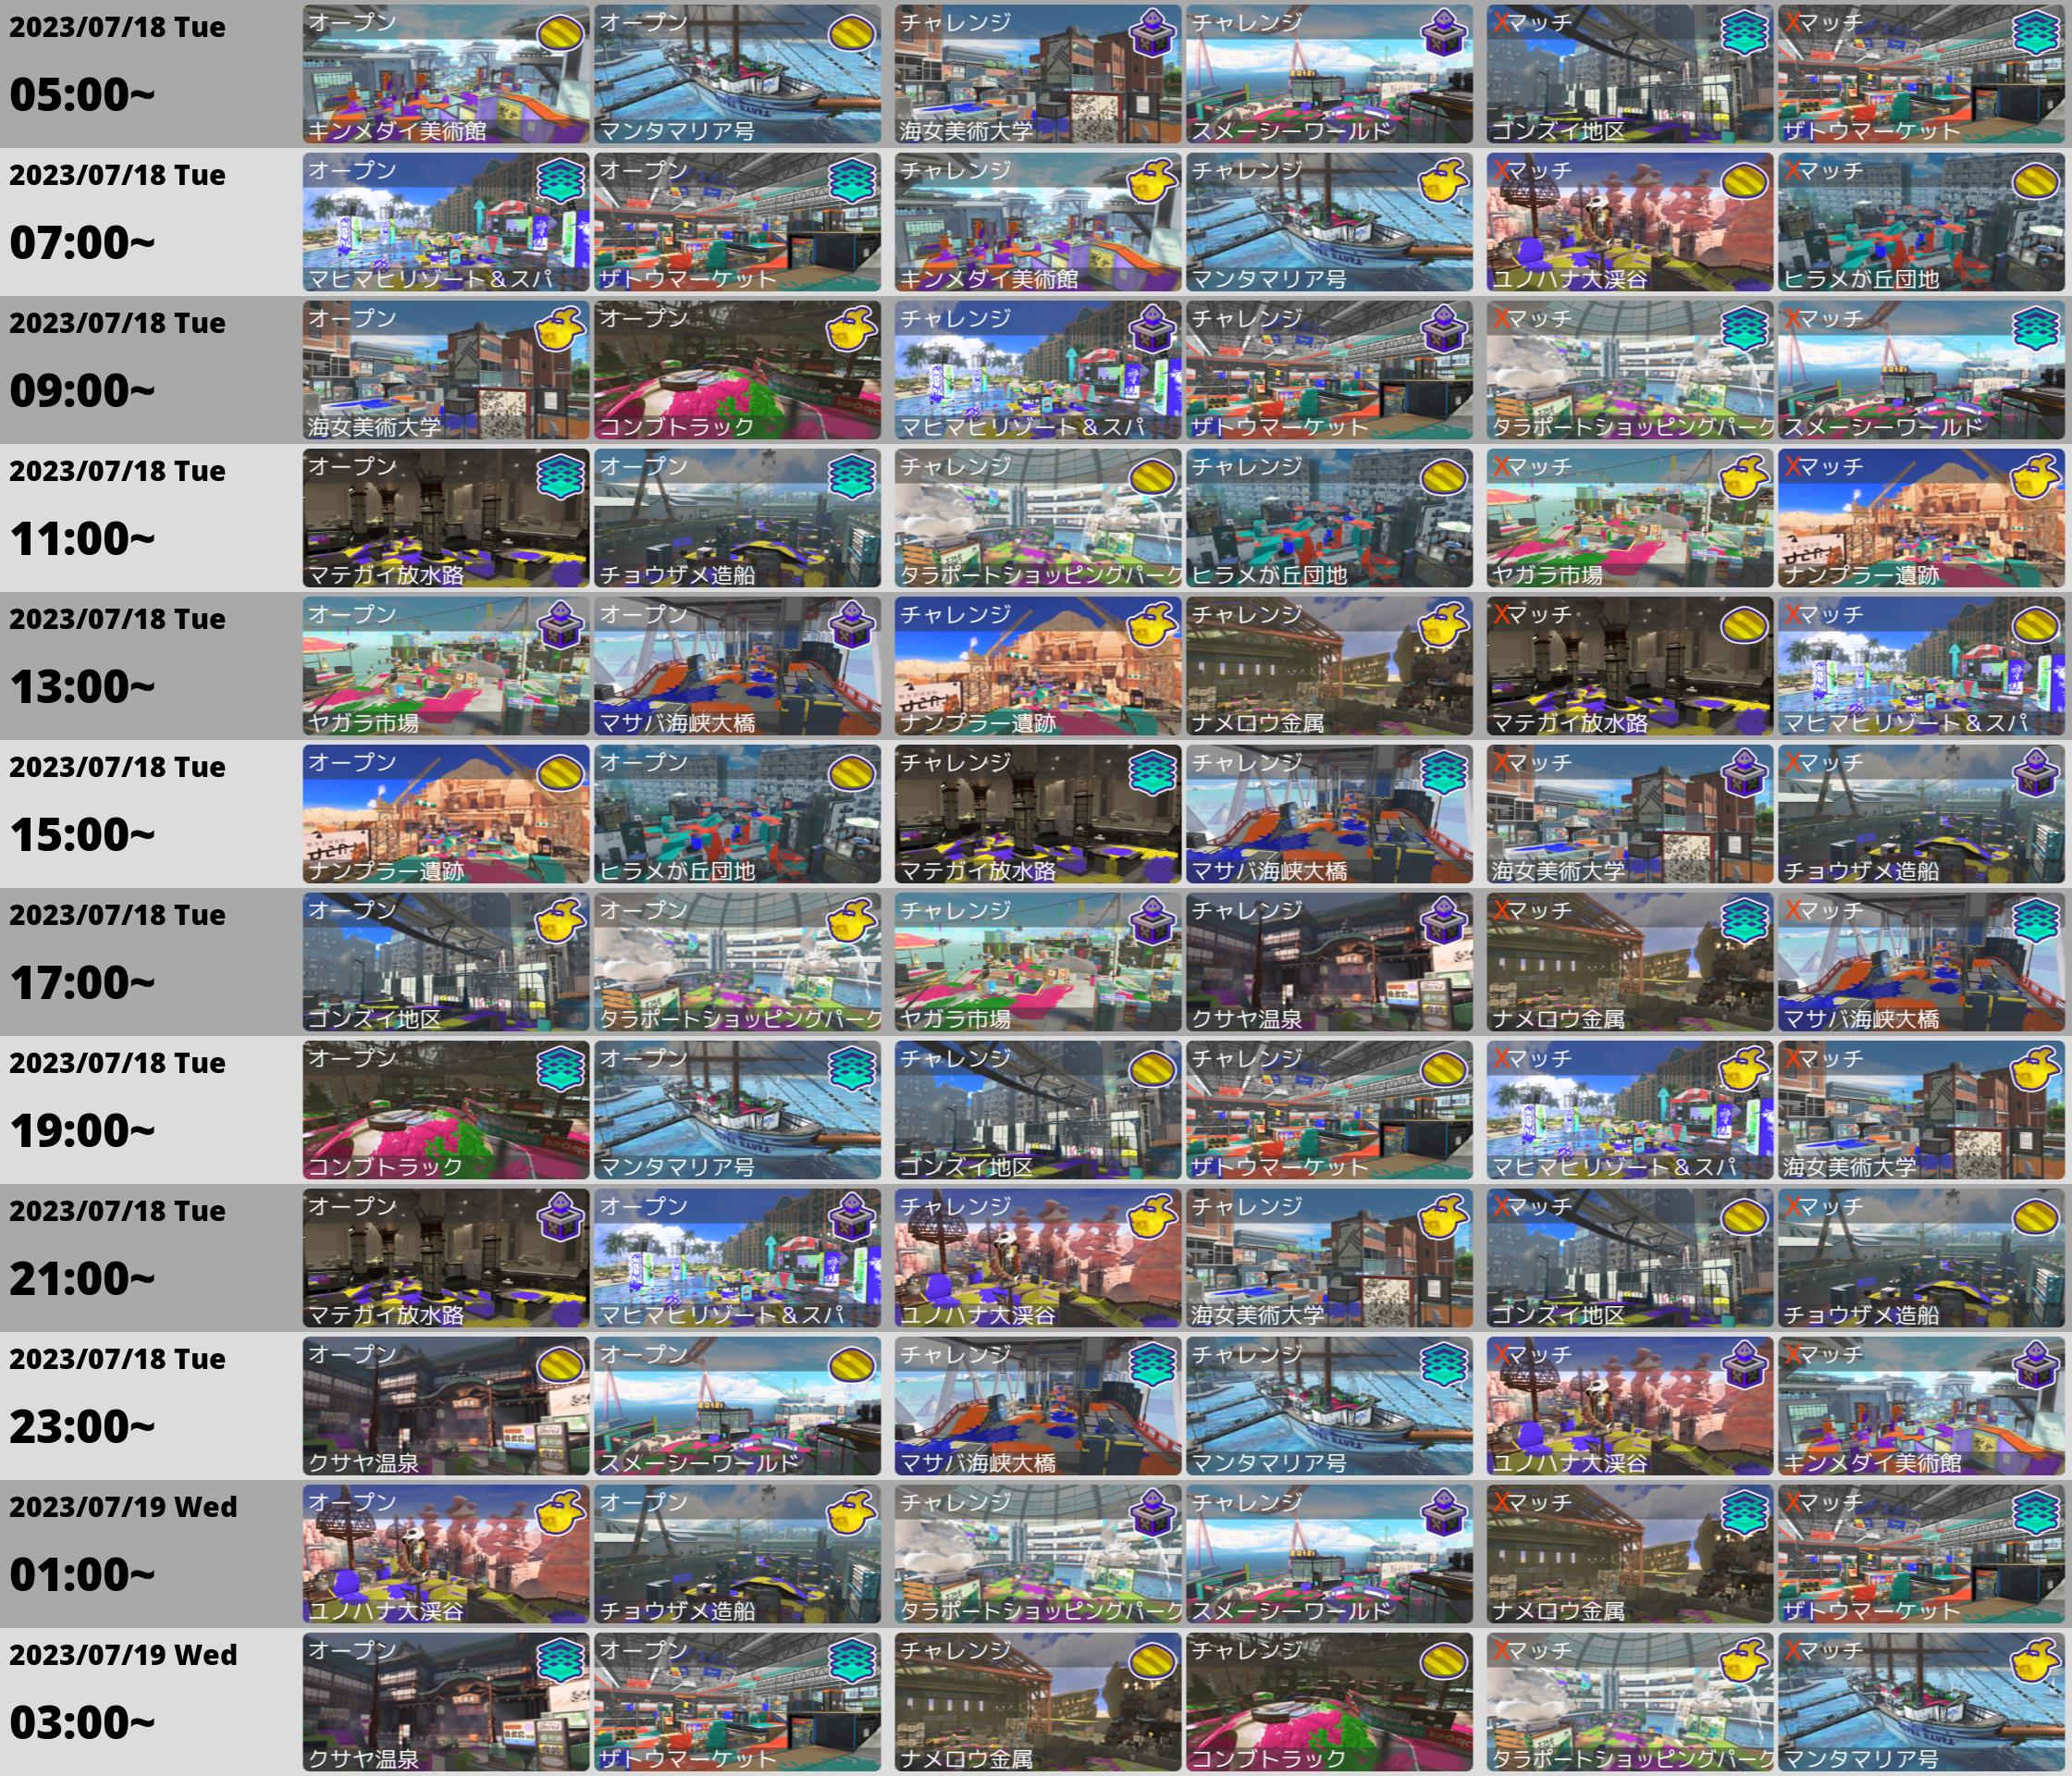 2023/07/18 Tue
05:00~
オープン オープン チャレンジ チャレンジ Xマッチ Xマッチ
キンメダイ美術館 マンタマリア号 海女美術大学 スメーシーワールド ゴンズイ地区 ザトウマーケット
2023/07/18 Tue
07:00~
オープン オープン チャレンジ チャレンジ Xマッチ Xマッチ
マヒマヒリゾート&スパ ザトウマーケット キンメダイ美術館 マンタマリア号 ユノハナ大渓谷 ヒラメが丘団地
2023/07/18 Tue
09:00~
オープン オープン チャレンジ チャレンジ Xマッチ Xマッチ
海女美術大学 コンブトラック マヒマヒリゾート&スパ ザトウマーケット タラポートショッピングパーク スメーシーワールド
2023/07/18 Tue
11:00~
オープン オープン チャレンジ チャレンジ Xマッチ Xマッチ
マテガイ放水路 チョウザメ造船 タラポートショッピングパーク ヒラメが丘団地 ヤガラ市場 ナンプラー遺跡
2023/07/18 Tue
13:00~
オープン オープン チャレンジ チャレンジ Xマッチ Xマッチ
ヤガラ市場 マサバ海峡大橋 ナンプラー遺跡 ナメロウ金属 マテガイ放水路 マヒマヒリゾート&スパ
2023/07/18 Tue
15:00~
オープン オープン チャレンジ チャレンジ Xマッチ Xマッチ
ナンプラー遺跡 ヒラメが丘団地 マテガイ放水路 マサバ海峡大橋 海女美術大学 チョウザメ造船
2023/07/18 Tue
17:00~
オープン オープン チャレンジ チャレンジ Xマッチ Xマッチ
ゴンズイ地区 タラポートショッピングパーク ヤガラ市場 クサヤ温泉 ナメロウ金属 マサバ海峡大橋
2023/07/18 Tue
19:00~
オープン オープン チャレンジ チャレンジ Xマッチ Xマッチ
コンブトラック マンタマリア号 ゴンズイ地区 ザトウマーケット マヒマヒリゾート&スパ 海女美術大学
2023/07/18 Tue
21:00~
オープン オープン チャレンジ チャレンジ Xマッチ Xマッチ
マテガイ放水路 マヒマヒリゾート&スパ ユノハナ大渓谷 海女美術大学 ゴンズイ地区 チョウザメ造船
2023/07/18 Tue
23:00~
オープン オープン チャレンジ チャレンジ Xマッチ Xマッチ
クサヤ温泉 スメーシーワールド マサバ海峡大橋 マンタマリア号 ユノハナ大渓谷 キンメダイ美術館
2023/07/19 Wed
01:00~
オープン オープン チャレンジ チャレンジ Xマッチ Xマッチ
ユノハナ大渓谷 チョウザメ造船 タラポートショッピングパーク スメーシーワールド ナメロウ金属 ザトウマーケット
2023/07/19 Wed
03:00~
オープン オープン チャレンジ チャレンジ Xマッチ Xマッチ
クサヤ温泉 ザトウマーケット ナメロウ金属 コンブトラック タラポートショッピングパーク マンタマリア号